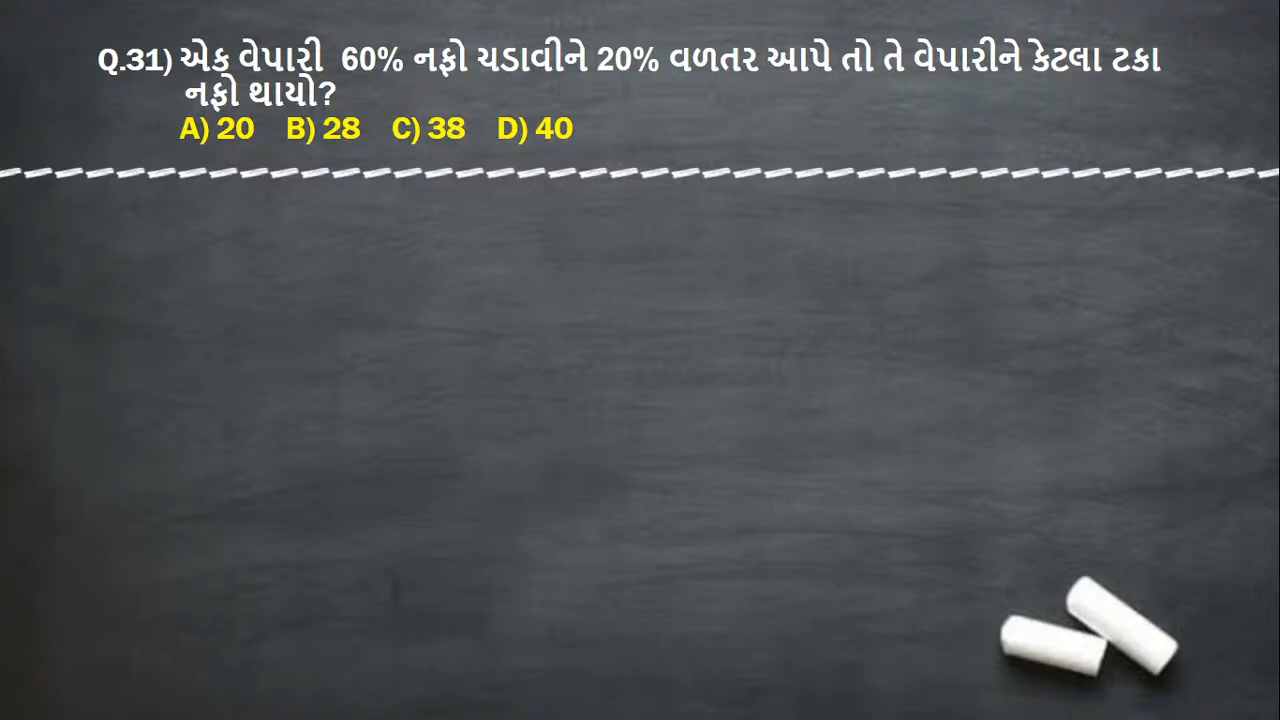 Q.31) એક વેપારી 60% નફો ચડાવીને 20% વળતર આપે તો તે વેપારીને કેટલા ટકા
નફો થાયો?
A) 20 B) 28 C) 38 D) 40